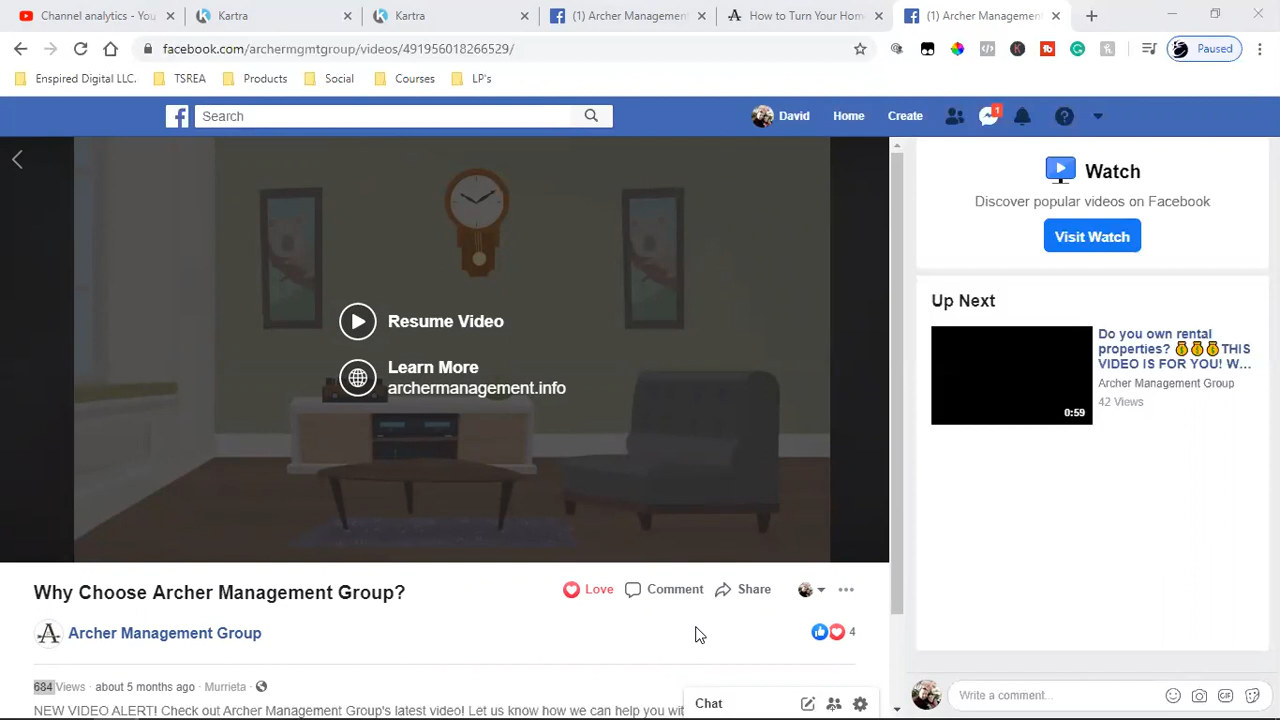 Channel analytics - You
Kartra
Kartra
(1) Archer Management
How to Turn Your Hom
(1) Archer Management
facebook.com/archermgmtgroup/videos/491956018266529/
Paused
Enspired Digital LLC.
TSREA
Products
Social
Courses
LP's
Search
David
Home
Create
1
Watch
Discover popular videos on Facebook
Visit Watch
Resume Video
Learn More
archermanagement.info
Up Next
Do you own rental
properties? 💰💰💰THIS
VIDEO IS FOR YOU! W...
Archer Management Group
42 Views
0:59
Why Choose Archer Management Group?
Love
Comment
Share
Archer Management Group
4
684 Views · about 5 months ago · Murrieta ·
NEW VIDEO ALERT! Check out Archer Management Group's latest video! Let us know how we can help you wit
Chat
Write a comment...
GIF